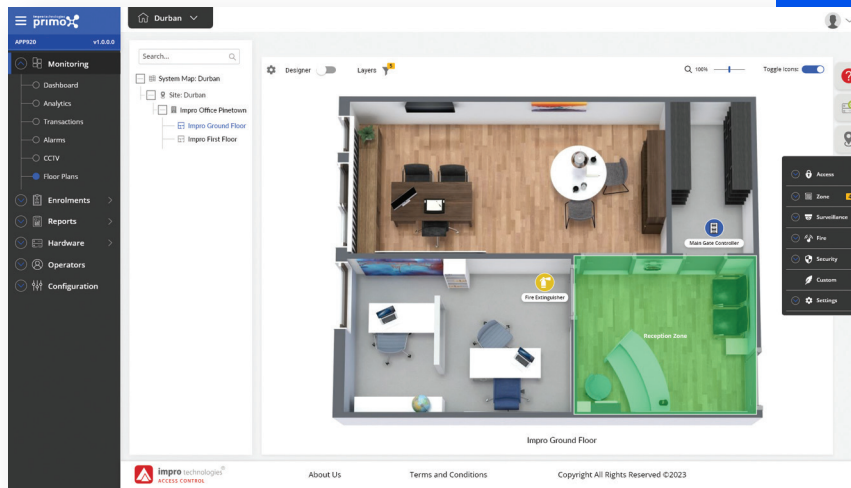 primox
Durban
APP920 v1.0.0.0
Monitoring
Dashboard
Analytics
Transactions
Alarms
CCTV
Floor Plans
Enrolments
Reports
Hardware
Operators
Configuration
Search...
System Map: Durban
Site: Durban
Impro Office Pinetown
Impro Ground Floor
Impro First Floor
Designer
Layers
5
100%
Toggle Icons:
?
Main Gate Controller
Fire Extinguisher
Reception Zone
Impro Ground Floor
Access
Zone
Surveillance
Fire
Security
Custom
Settings
impro technologies®
ACCESS CONTROL
About Us
Terms and Conditions
Copyright All Rights Reserved ©2023